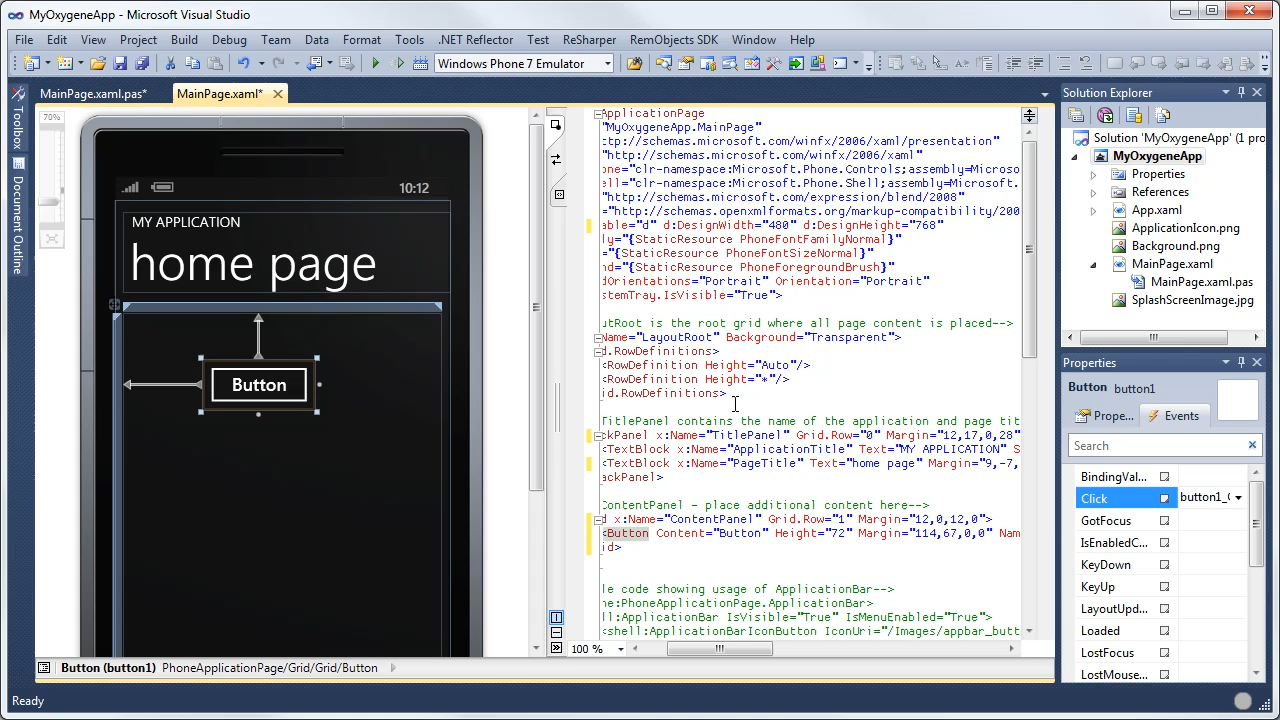 MyOxygeneApp - Microsoft Visual Studio
File Edit View Project Build Debug Team Data Format Tools .NET Reflector Test ReSharper RemObjects SDK Window Help
Windows Phone 7 Emulator
MainPage.xaml.pas*
MainPage.xaml*
Toolbox
Document Outline
70%
10:12
MY APPLICATION
home page
Button
ApplicationPage
"MyOxygeneApp.MainPage"
ttp://schemas.microsoft.com/winfx/2006/xaml/presentation"
"http://schemas.microsoft.com/winfx/2006/xaml"
one="clr-namespace:Microsoft.Phone.Controls;assembly=Microso
ell="clr-namespace:Microsoft.Phone.Shell;assembly=Microsoft.
"http://schemas.microsoft.com/expression/blend/2008"
="http://schemas.openxmlformats.org/markup-compatibility/200
able="d" d:DesignWidth="480" d:DesignHeight="768"
ly="{StaticResource PhoneFontFamilyNormal}"
="{StaticResource PhoneFontSizeNormal}"
nd="{StaticResource PhoneForegroundBrush}"
dOrientations="Portrait" Orientation="Portrait"
stemTray.IsVisible="True">
utRoot is the root grid where all page content is placed-->
Name="LayoutRoot" Background="Transparent">
d.RowDefinitions>
<RowDefinition Height="Auto"/>
<RowDefinition Height="*"/>
id.RowDefinitions>
TitlePanel contains the name of the application and page tit
ckPanel x:Name="TitlePanel" Grid.Row="0" Margin="12,17,0,28"
<TextBlock x:Name="ApplicationTitle" Text="MY APPLICATION" S
<TextBlock x:Name="PageTitle" Text="home page" Margin="9,-7,
ackPanel>
ContentPanel - place additional content here-->
d x:Name="ContentPanel" Grid.Row="1" Margin="12,0,12,0">
<Button Content="Button" Height="72" Margin="114,67,0,0" Nam
id>
le code showing usage of ApplicationBar-->
ne:PhoneApplicationPage.ApplicationBar>
ll:ApplicationBar IsVisible="True" IsMenuEnabled="True">
<shell:ApplicationBarIconButton IconUri="/Images/appbar_butt
100 %
Button (button1) PhoneApplicationPage/Grid/Grid/Button
Ready
Solution Explorer
Solution 'MyOxygeneApp' (1 pro
MyOxygeneApp
Properties
References
App.xaml
ApplicationIcon.png
Background.png
MainPage.xaml
MainPage.xaml.pas
SplashScreenImage.png
Properties
Button button1
Prope... Events
Search
BindingVal...
Click button1_
GotFocus
IsEnabledC...
KeyDown
KeyUp
LayoutUpd...
Loaded
LostFocus
LostMouse...